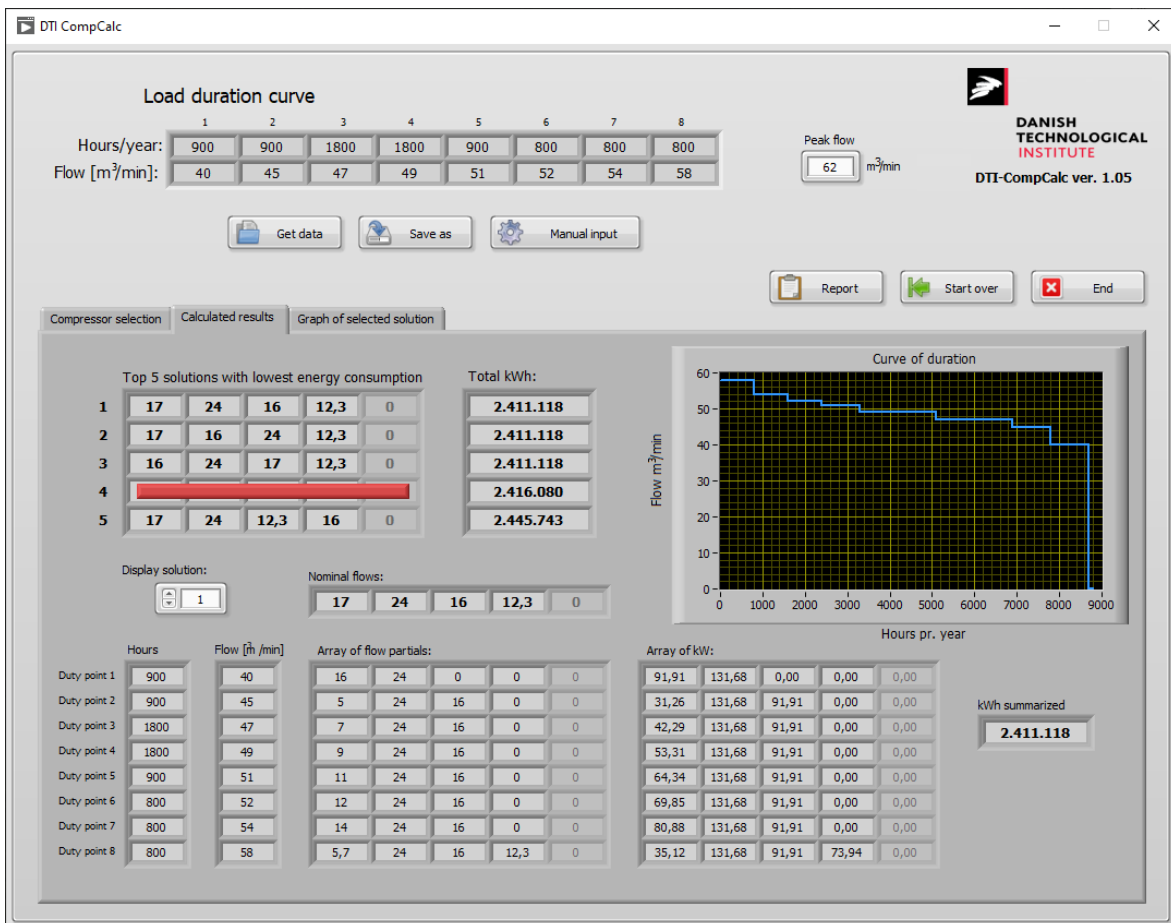 DTI CompCalc
Load duration curve
1 2 3 4 5 6 7 8
Hours/year: 900 900 1800 1800 900 800 800 800
Flow [m³/min]: 40 45 47 49 51 52 54 58
Peak flow
62 m³/min
DANISH
TECHNOLOGICAL
INSTITUTE
DTI-CompCalc ver. 1.05
Get data Save as Manual input
Report Start over End
Compressor selection Calculated results Graph of selected solution
Top 5 solutions with lowest energy consumption Total kWh:
1 17 24 16 12,3 0 2.411.118
2 17 16 24 12,3 0 2.411.118
3 16 24 17 12,3 0 2.411.118
4 2.416.080
5 17 24 12,3 16 0 2.445.743
Curve of duration
Flow m³/min
60
50
40
30
20
10
0
0 1000 2000 3000 4000 5000 6000 7000 8000 9000
Hours pr. year
Display solution:
1
Nominal flows:
17 24 16 12,3 0
Hours Flow [m³ /min] Array of flow partials: Array of kW:
Duty point 1 900 40 16 24 0 0 0 91,91 131,68 0,00 0,00 0,00
Duty point 2 900 45 5 24 16 0 0 31,26 131,68 91,91 0,00 0,00
Duty point 3 1800 47 7 24 16 0 0 42,29 131,68 91,91 0,00 0,00
Duty point 4 1800 49 9 24 16 0 0 53,31 131,68 91,91 0,00 0,00
Duty point 5 900 51 11 24 16 0 0 64,34 131,68 91,91 0,00 0,00
Duty point 6 800 52 12 24 16 0 0 69,85 131,68 91,91 0,00 0,00
Duty point 7 800 54 14 24 16 0 0 80,88 131,68 91,91 0,00 0,00
Duty point 8 800 58 5,7 24 16 12,3 0 35,12 131,68 91,91 73,94 0,00
kWh summarized
2.411.118